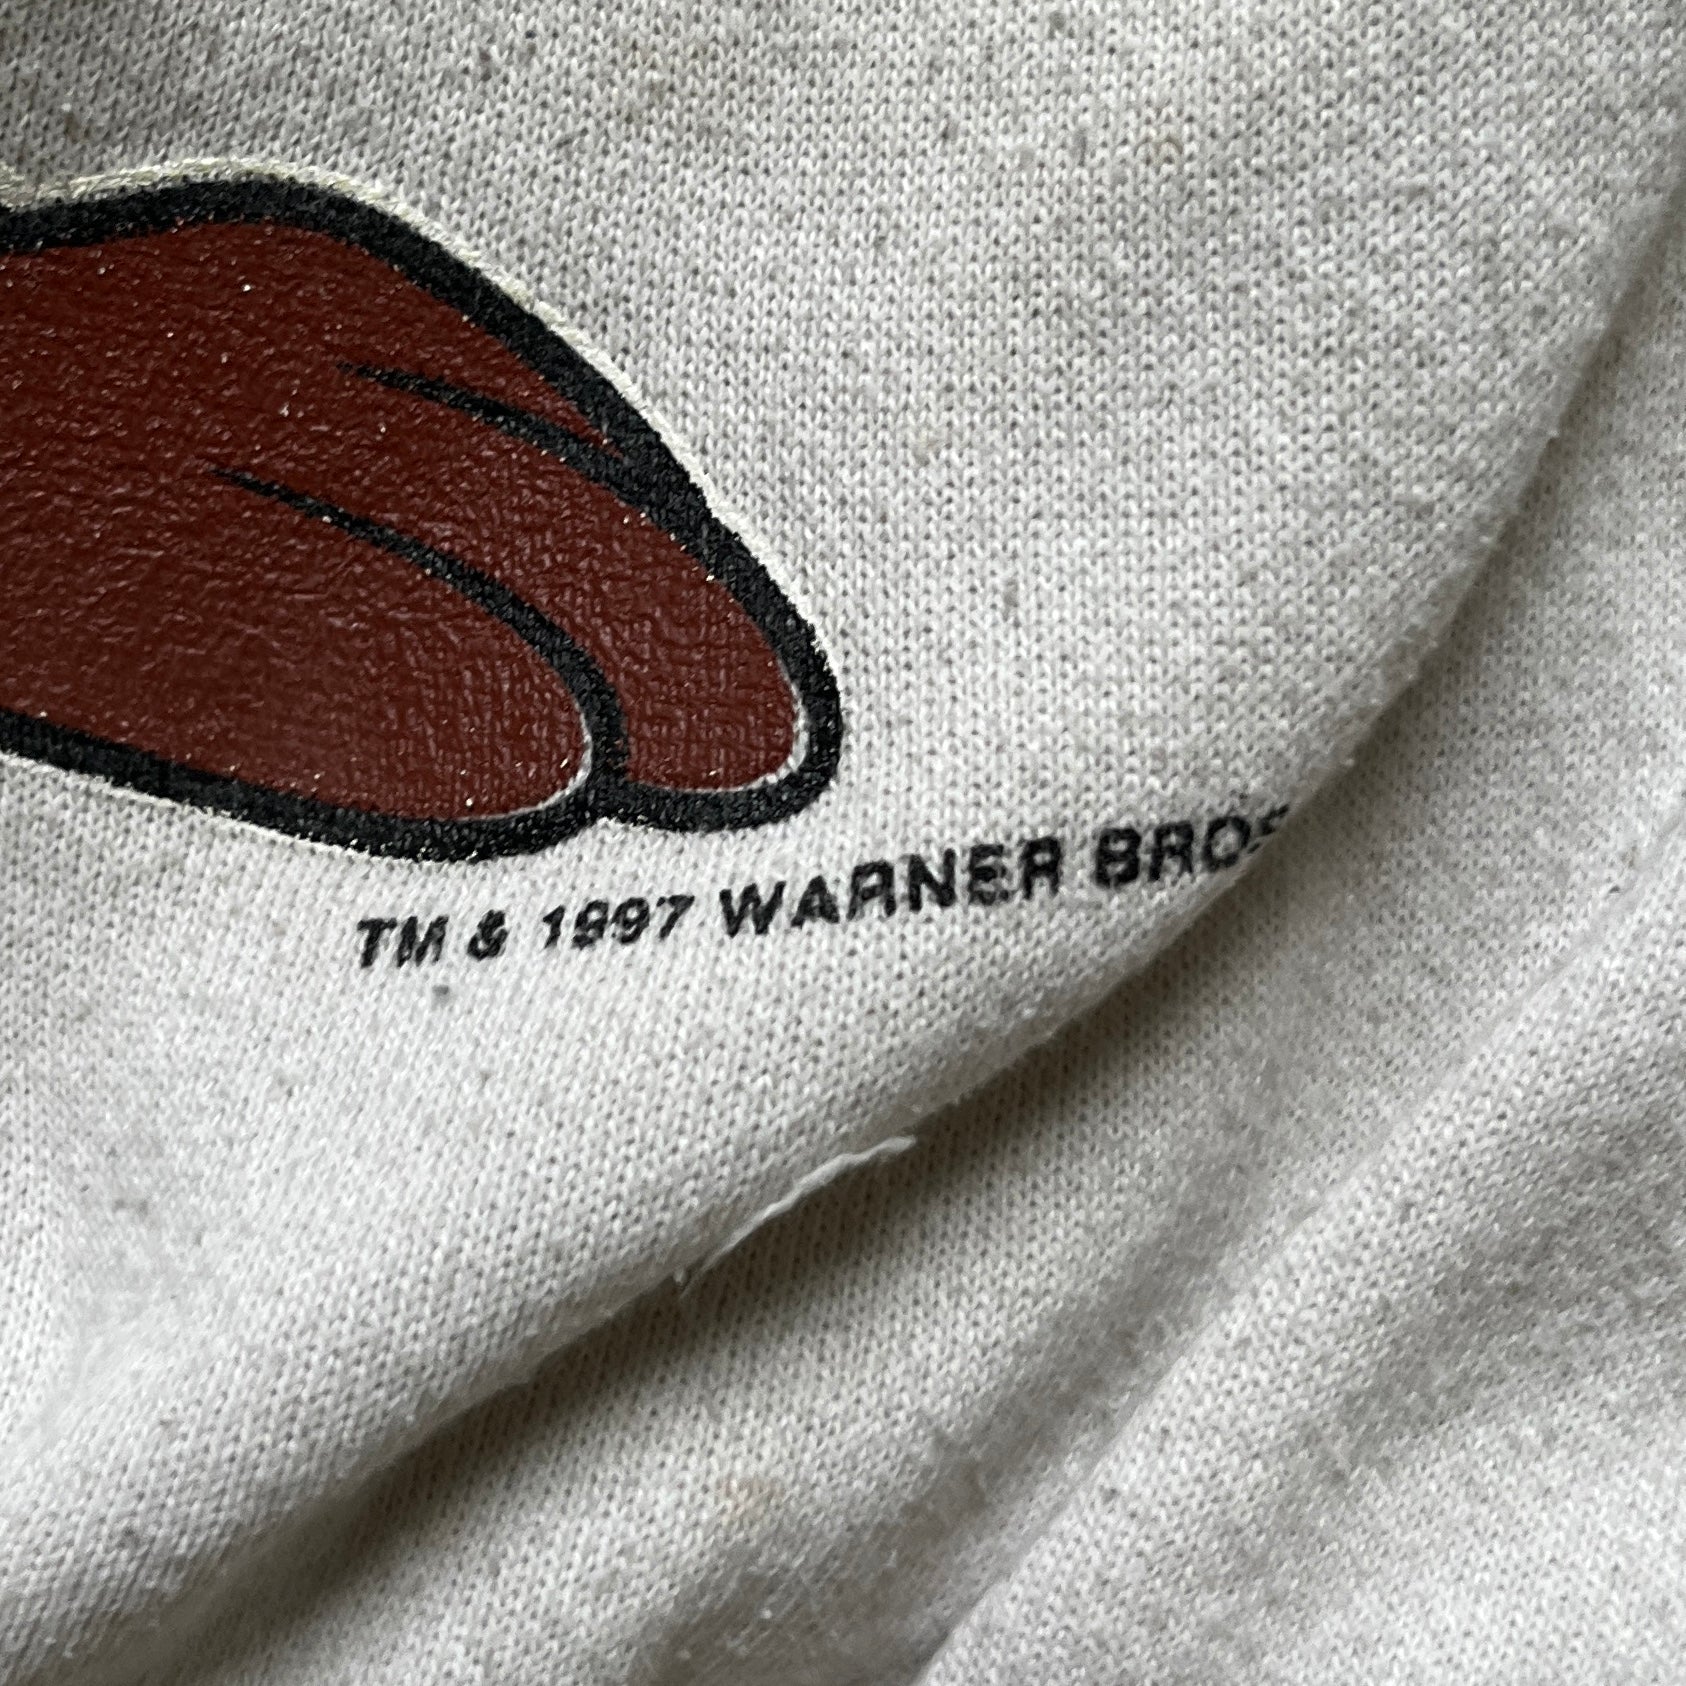 TM & 1997 WARNER BROS